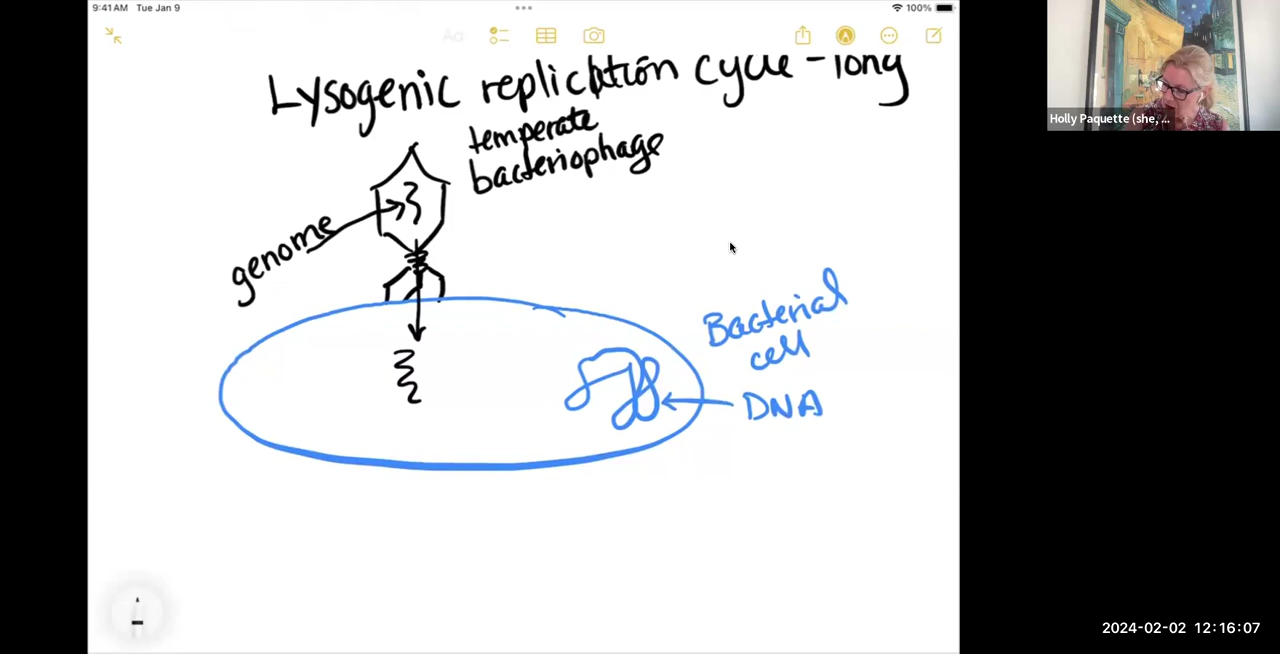 9:41 AM Tue Jan 9
100%
Aa
Lysogenic replication cycle - long
temperate
bacteriophage
genome
Bacterial
cell
DNA
Holly Paquette (she, ...
2024-02-02 12:16:07